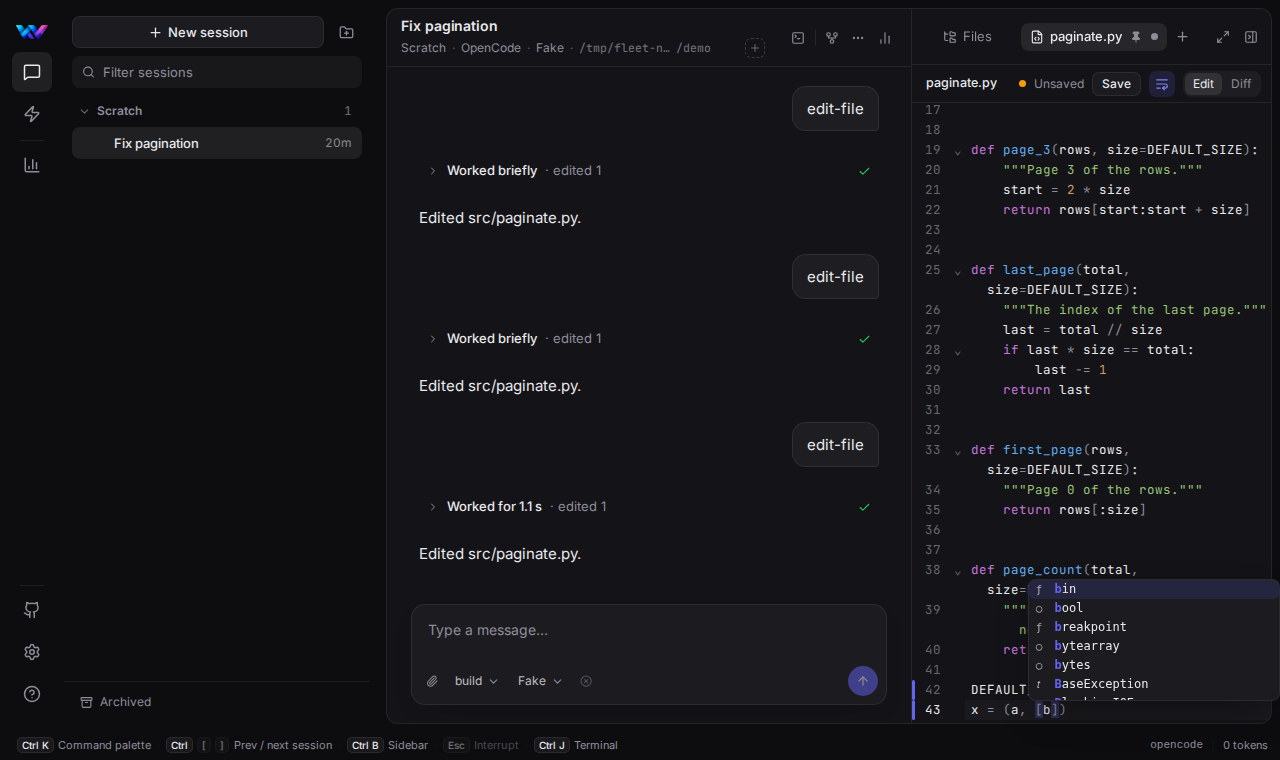 New session
Filter sessions
Scratch 1
Fix pagination 20m
Archived
Fix pagination
Scratch · OpenCode · Fake · /tmp/fleet-n… /demo
edit-file
Worked briefly · edited 1
Edited src/paginate.py.
edit-file
Worked briefly · edited 1
Edited src/paginate.py.
edit-file
Worked for 1.1 s · edited 1
Edited src/paginate.py.
Type a message...
build Fake
Files paginate.py
paginate.py Unsaved Save Edit Diff
17
18
19 def page_3(rows, size=DEFAULT_SIZE):
20 """Page 3 of the rows."""
21 start = 2 * size
22 return rows[start:start + size]
23
24
25 def last_page(total,
size=DEFAULT_SIZE):
26 """The index of the last page."""
27 last = total // size
28 if last * size == total:
29 last -= 1
30 return last
31
32
33 def first_page(rows,
size=DEFAULT_SIZE):
34 """Page 0 of the rows."""
35 return rows[:size]
36
37
38 def page_count(total,
size=
39 """
n
40 ret
41
42 DEFAULT_
43 x = (a, [b])
ƒ bin
bool
ƒ breakpoint
bytearray
bytes
t BaseException
Ctrl K Command palette Ctrl [ ] Prev / next session Ctrl B Sidebar Esc Interrupt Ctrl J Terminal
opencode 0 tokens